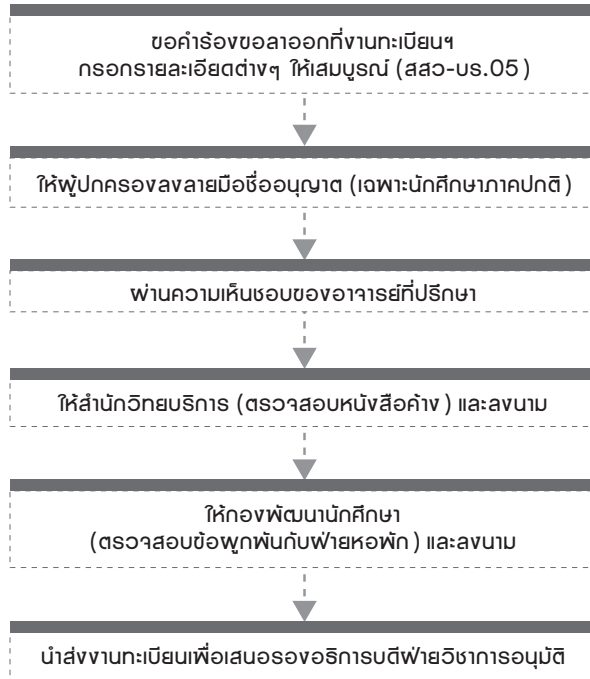 ขอคำร้องขอลาออกที่งานทะเบียนฯ
กรอกรายละเอียดต่างๆ ให้เสมบูรณ์ (สสว-บร.05)
ให้ผู้ปกครองลงลายมือชื่ออนุญาต (เฉพาะนักศึกษาภาคปกติ)
ผ่านความเห็นชอบของอาจารย์ที่ปรึกษา
ให้สำนักวิทยบริการ (ตรวจสอบหนังสือค้าง) และลงนาม
ให้กองพัฒนานักศึกษา
(ตรวจสอบข้อผูกพันกับฝ่ายหอพัก) และลงนาม
นำส่งงานทะเบียนเพื่อเสนอรองอธิการบดีฝ่ายวิชาการอนุมัติ